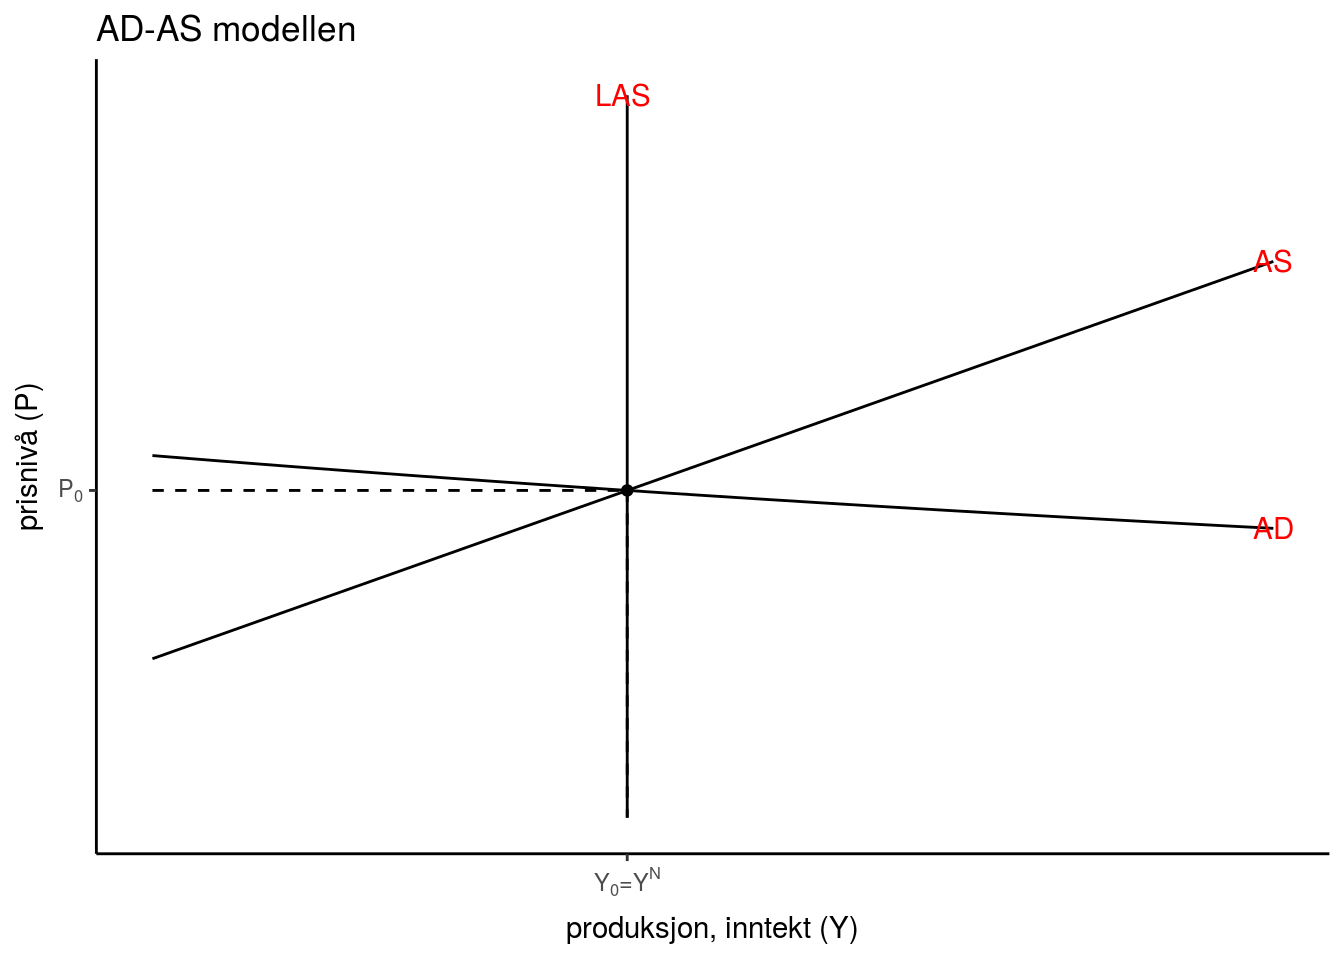 AD-AS modellen
LAS
AS
prisnivå (P)
P₀
AD
Y₀=Yᴺ
produksjon, inntekt (Y)